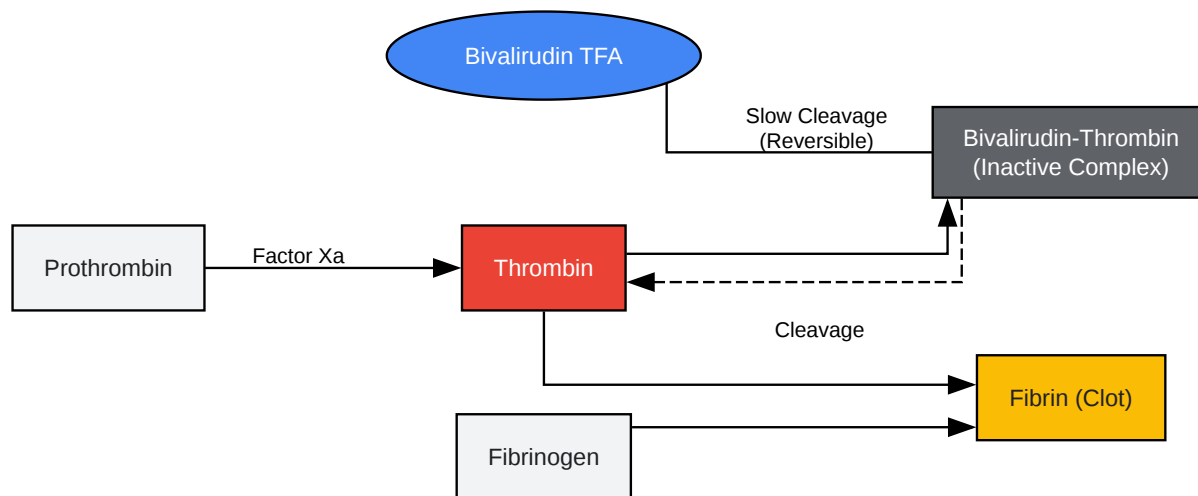 Bivalirudin TFA
Slow Cleavage
(Reversible)
Bivalirudin-Thrombin
(Inactive Complex)
Prothrombin
Factor Xa
Thrombin
Cleavage
Fibrin (Clot)
Fibrinogen